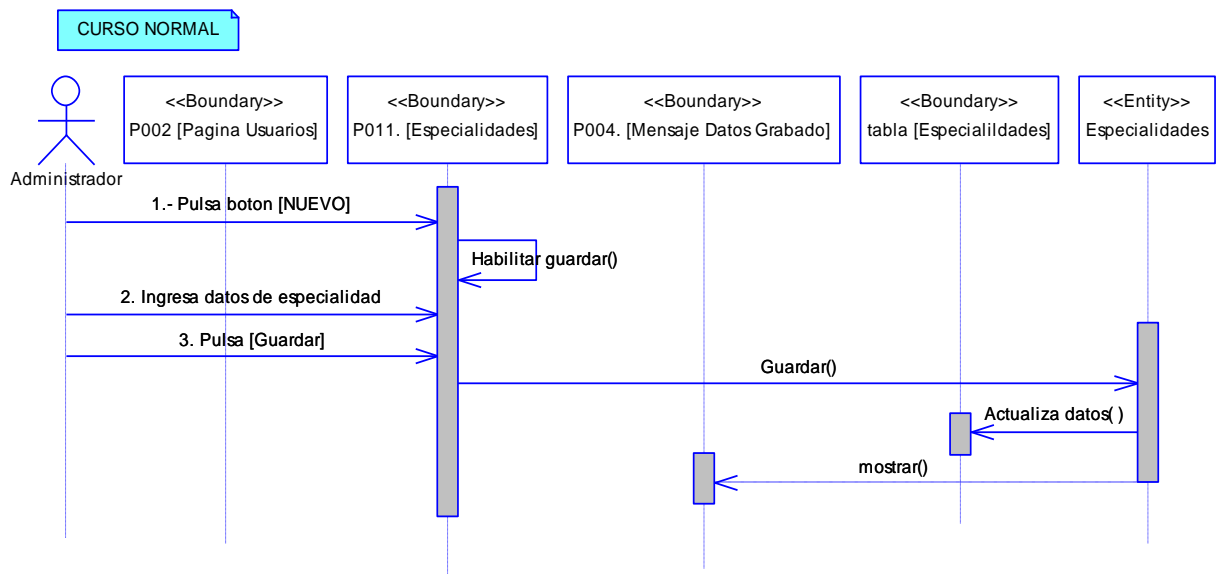 CURSO NORMAL
<<Boundary>>
P002 [Pagina Usuarios]
<<Boundary>>
P011. [Especialidades]
<<Boundary>>
P004. [Mensaje Datos Grabado]
<<Boundary>>
tabla [Especialildades]
<<Entity>>
Especialidades
Administrador
1.- Pulsa boton [NUEVO]
Habilitar guardar()
2. Ingresa datos de especialidad
3. Pulsa [Guardar]
Guardar()
Actualiza datos( )
mostrar()